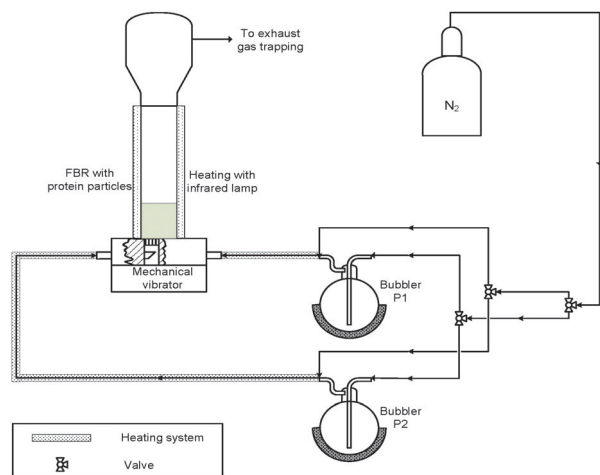 To exhaust
gas trapping
N₂
FBR with
protein particles
Heating with
infrared lamp
Mechanical
vibrator
Bubbler
P1
Bubbler
P2
Heating system
Valve